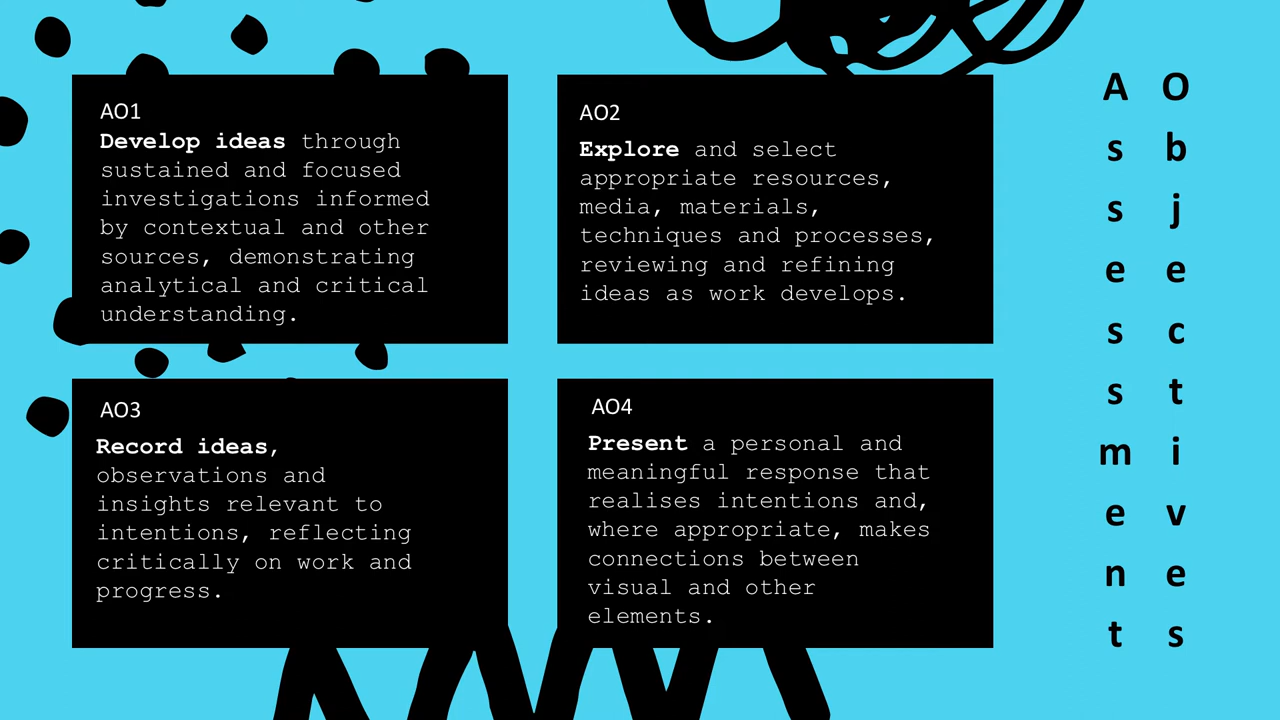 AO1
Develop ideas through
sustained and focused
investigations informed
by contextual and other
sources, demonstrating
analytical and critical
understanding.
AO2
Explore and select
appropriate resources,
media, materials,
techniques and processes,
reviewing and refining
ideas as work develops.
AO3
Record ideas,
observations and
insights relevant to
intentions, reflecting
critically on work and
progress.
AO4
Present a personal and
meaningful response that
realises intentions and,
where appropriate, makes
connections between
visual and other
elements.
Assessment
Objectives